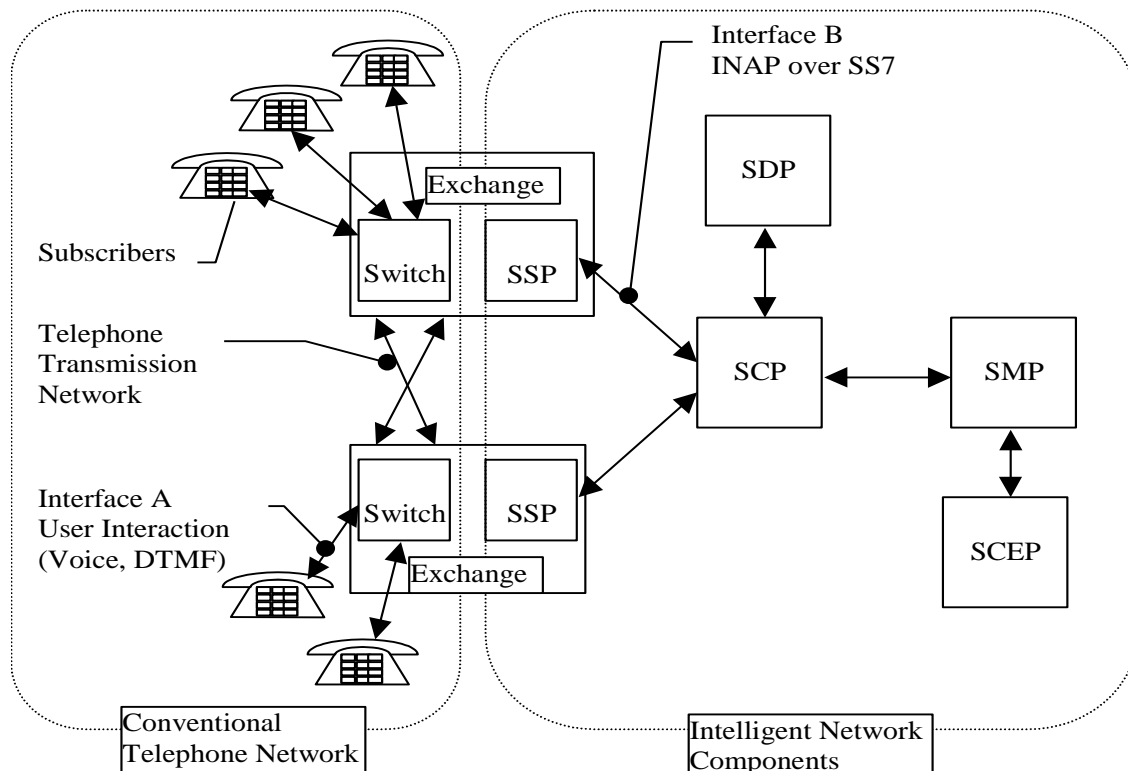 Interface B
INAP over SS7
SDP
Exchange
Subscribers
Switch
SSP
Telephone
Transmission
Network
SCP
SMP
Interface A
User Interaction
(Voice, DTMF)
Switch
SSP
SCEP
Exchange
Conventional
Telephone Network
Intelligent Network
Components